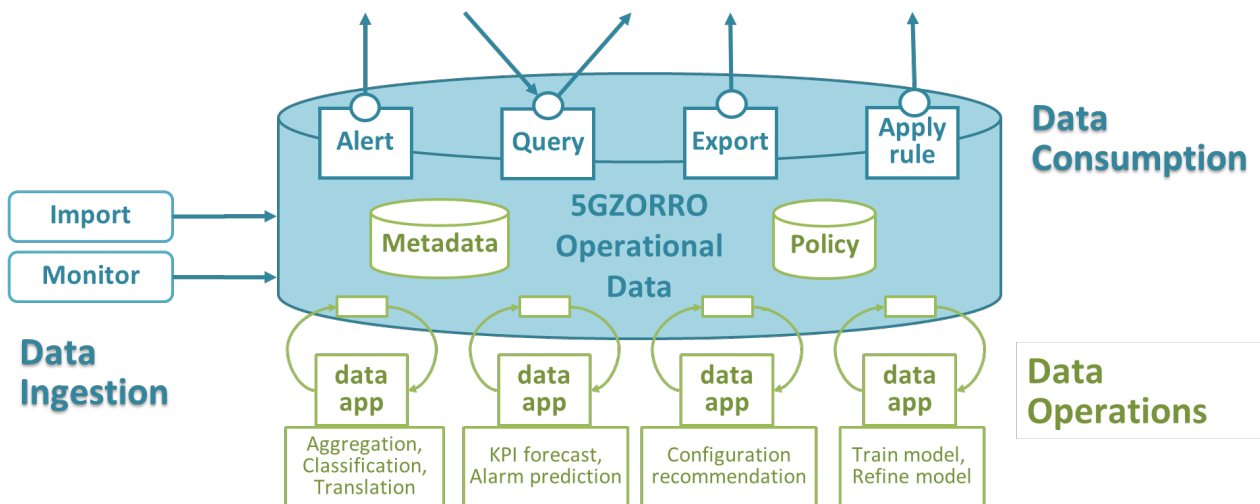 Alert
Query
Export
Apply
rule
Data
Consumption
Import
Monitor
Metadata
5GZORRO
Operational
Data
Policy
Data
Ingestion
data
app
data
app
data
app
data
app
Data
Operations
Aggregation,
Classification,
Translation
KPI forecast,
Alarm prediction
Configuration
recommendation
Train model,
Refine model